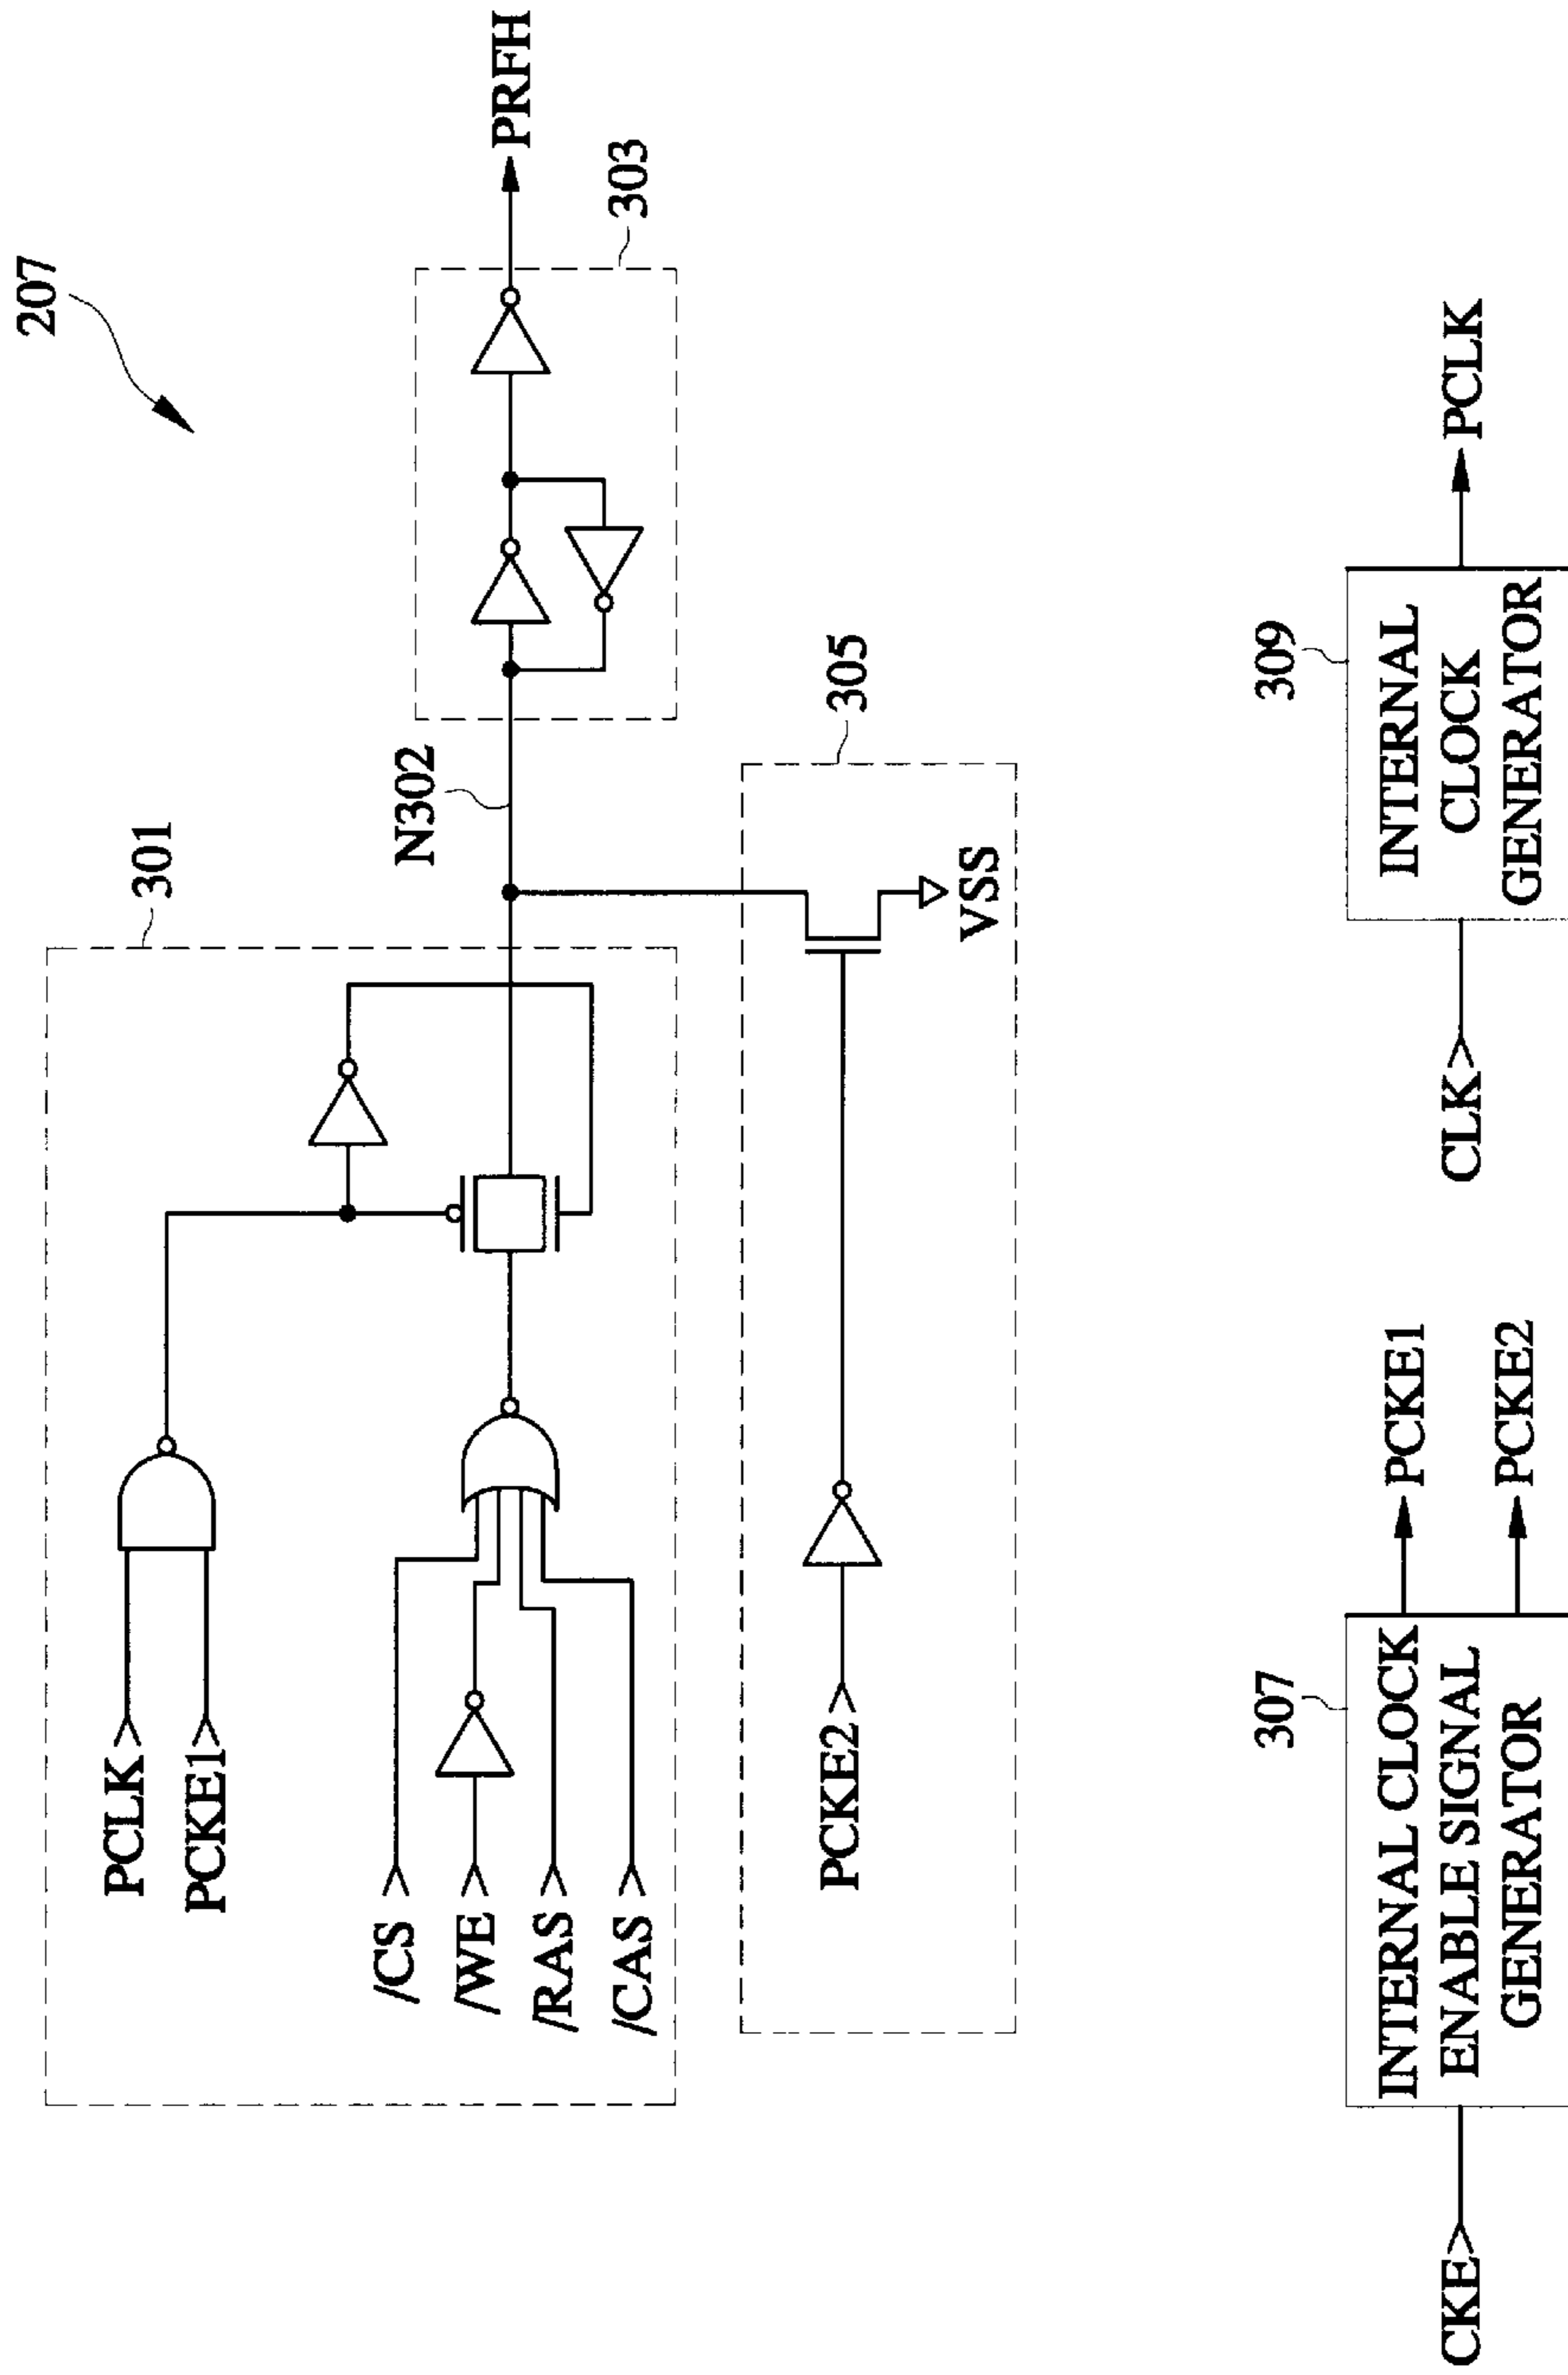 207
301
PCLK
PCKE1
/CS
/WE
/RAS
/CAS
N302
303
PRFH
305
PCKE2
VSS
307
CKE
INTERNAL CLOCK
ENABLE SIGNAL
GENERATOR
PCKE1
PCKE2
309
CLK
INTERNAL
CLOCK
GENERATOR
PCLK